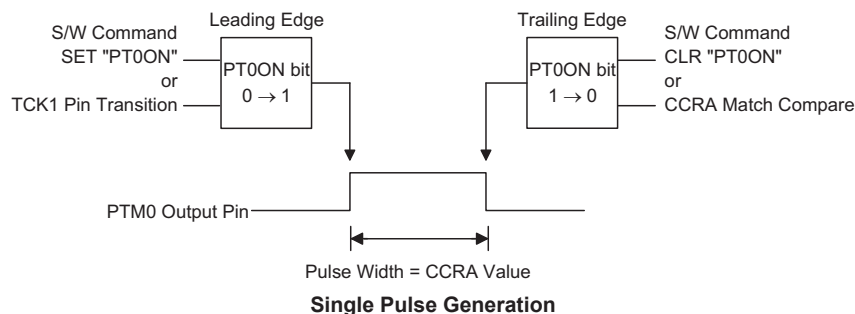 Leading Edge
S/W Command
SET "PT0ON"
or
TCK1 Pin Transition
PT0ON bit
0 → 1
Trailing Edge
PT0ON bit
1 → 0
S/W Command
CLR "PT0ON"
or
CCRA Match Compare
PTM0 Output Pin
Pulse Width = CCRA Value
Single Pulse Generation